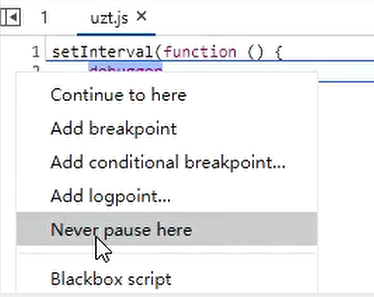 1 uzt.js ×
1 setInterval(function () {
2 debugger
Continue to here
Add breakpoint
Add conditional breakpoint...
Add logpoint...
Never pause here
Blackbox script